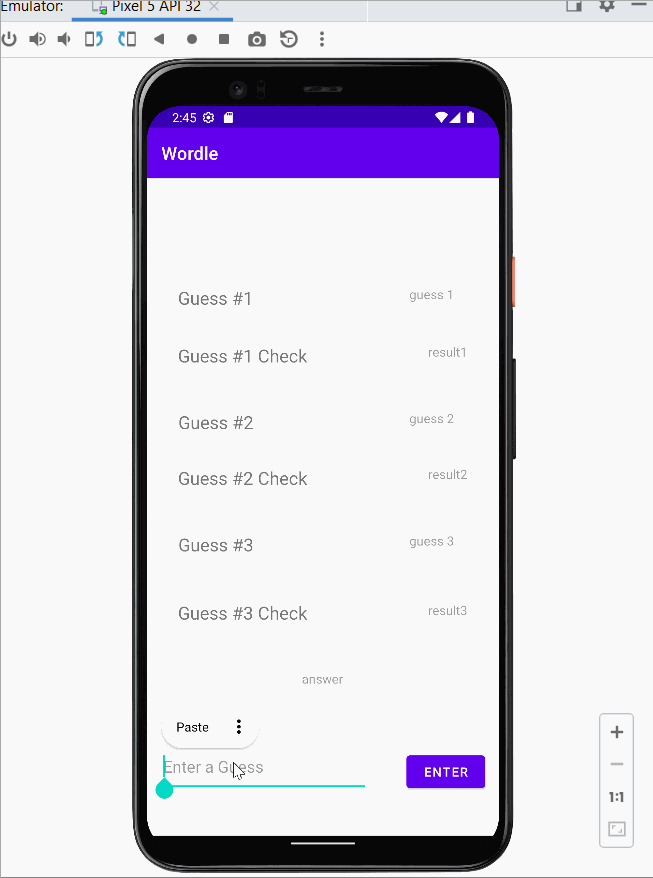 Emulator: Pixel 5 API 32
2:45
Wordle
Guess #1 guess 1
Guess #1 Check result1
Guess #2 guess 2
Guess #2 Check result2
Guess #3 guess 3
Guess #3 Check result3
answer
Paste
Enter a Guess ENTER
1:1